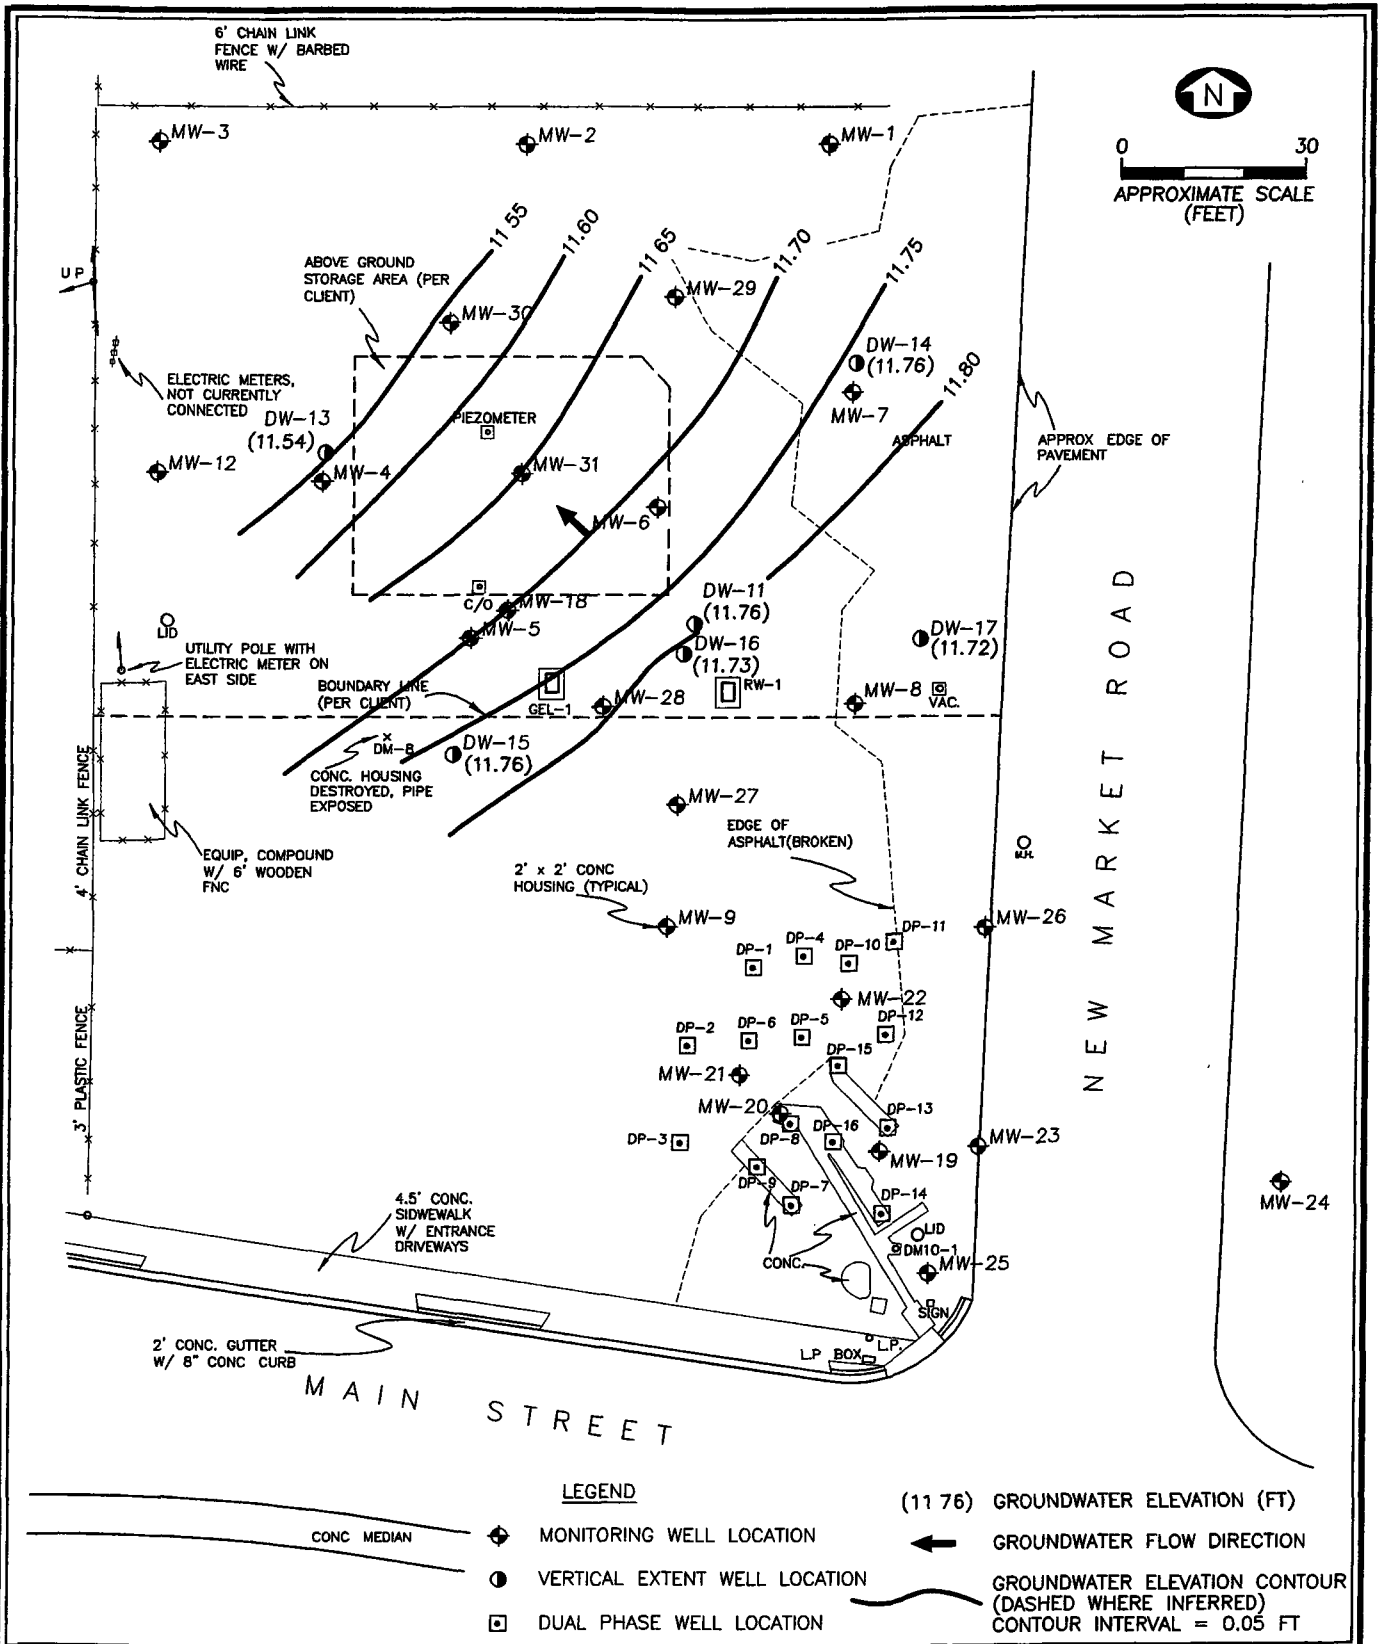 6' CHAIN LINK
FENCE W/ BARBED
WIRE
N
0 30
APPROXIMATE SCALE
(FEET)
MW-3
MW-2
MW-1
11.55
11.60
11.65
11.70
11.75
11.80
UP
ABOVE GROUND
STORAGE AREA (PER
CLIENT)
MW-29
MW-30
DW-14
(11.76)
MW-7
ELECTRIC METERS,
NOT CURRENTLY
CONNECTED
DW-13
(11.54)
PIEZOMETER
ASPHALT
APPROX EDGE OF
PAVEMENT
MW-12
MW-4
MW-31
MW-6
C/O
MW-18
MW-5
DW-11
(11.76)
DW-16
(11.73)
DW-17
(11.72)
LID
UTILITY POLE WITH
ELECTRIC METER ON
EAST SIDE
BOUNDARY LINE
(PER CLIENT)
GEL-1
MW-28
RW-1
MW-8
VAC.
DM-8
DW-15
(11.76)
CONC. HOUSING
DESTROYED, PIPE
EXPOSED
MW-27
EDGE OF
ASPHALT(BROKEN)
M.H.
NEW MARKET ROAD
4' CHAIN LINK FENCE
EQUIP, COMPOUND
W/ 6' WOODEN
FNC
2' x 2' CONC
HOUSING (TYPICAL)
MW-9
MW-26
DP-1
DP-4
DP-10
DP-11
MW-22
DP-2
DP-6
DP-5
DP-12
DP-15
MW-21
3' PLASTIC FENCE
MW-20
DP-13
DP-3
DP-8
DP-16
MW-19
MW-23
DP-9
DP-7
DP-14
MW-24
4.5' CONC.
SIDWEWALK
W/ ENTRANCE
DRIVEWAYS
LID
DM10-1
CONC.
MW-25
SIGN
L.P.
L.P BOX
2' CONC. GUTTER
W/ 8" CONC CURB
MAIN STREET
LEGEND
CONC MEDIAN
MONITORING WELL LOCATION
VERTICAL EXTENT WELL LOCATION
DUAL PHASE WELL LOCATION
(11 76) GROUNDWATER ELEVATION (FT)
GROUNDWATER FLOW DIRECTION
GROUNDWATER ELEVATION CONTOUR
(DASHED WHERE INFERRED)
CONTOUR INTERVAL = 0.05 FT